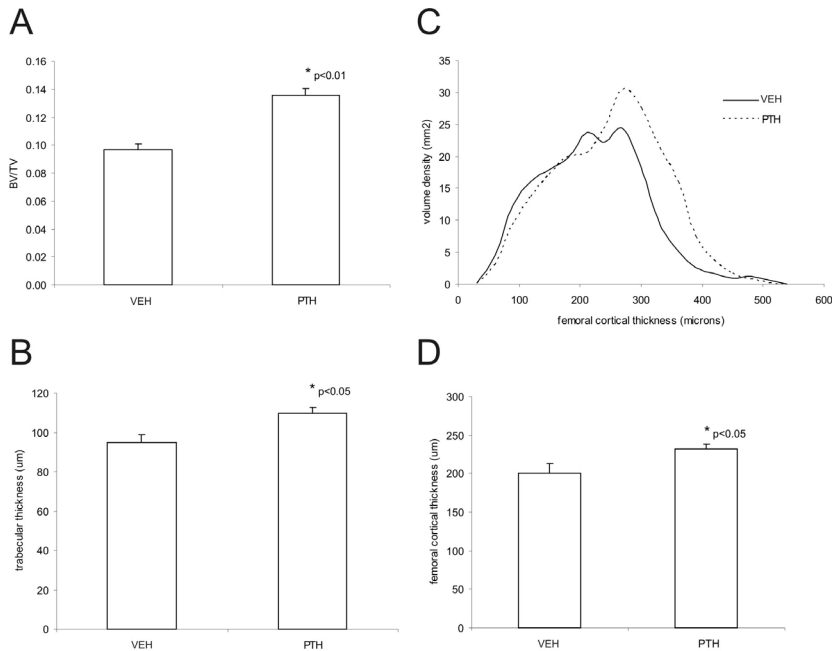 A
BV/TV
0.16
0.14
0.12
0.10
0.08
0.06
0.04
0.02
0.00
* p<0.01
VEH
PTH
C
volume density (mm2)
35
30
25
20
15
10
5
0
VEH
PTH
0 100 200 300 400 500 600
femoral cortical thickness (microns)
B
trabecular thickness (um)
120
100
80
60
40
20
0
* p<0.05
VEH
PTH
D
femoral cortical thickness (um)
300
250
200
150
100
50
0
* p<0.05
VEH
PTH